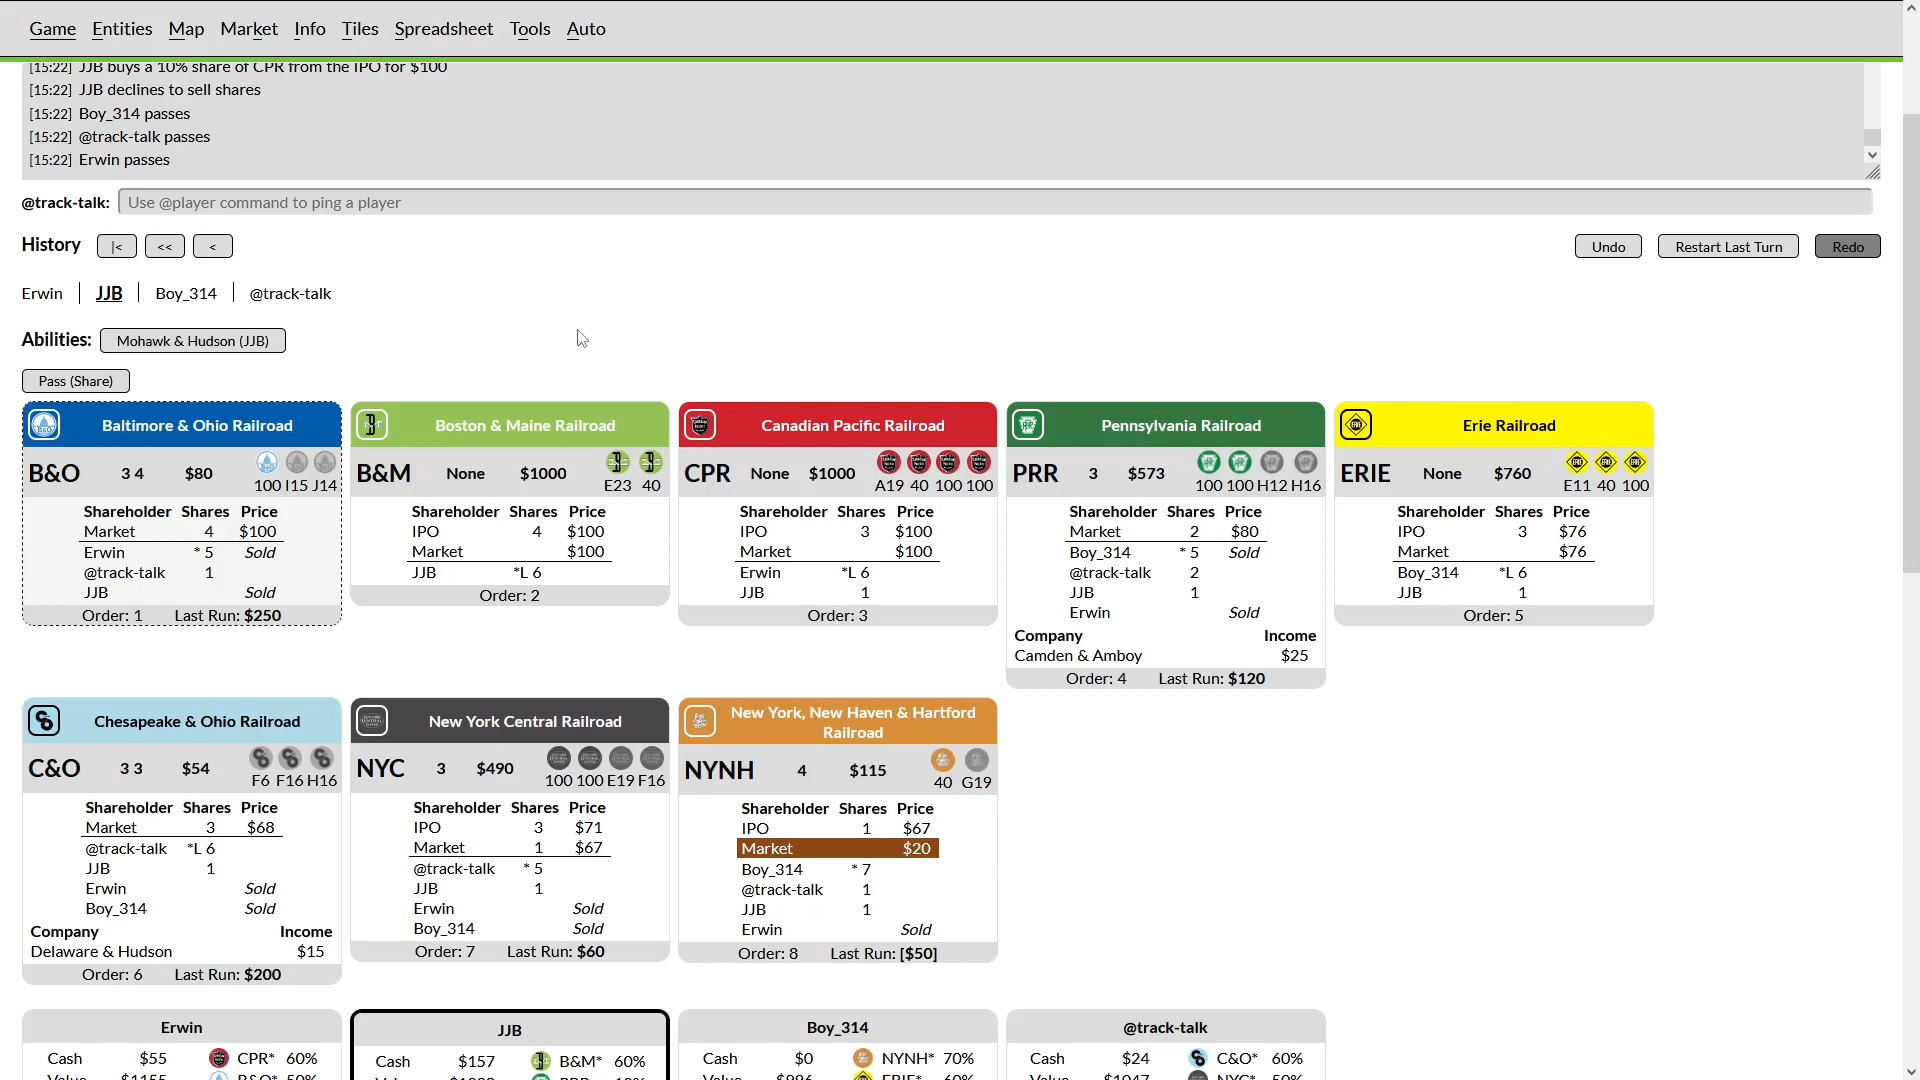 Game Entities Map Market Info Tiles Spreadsheet Tools Auto
[15:22] JJB buys a 10% share of CPR from the IPO for $100
[15:22] JJB declines to sell shares
[15:22] Boy_314 passes
[15:22] @track-talk passes
[15:22] Erwin passes
@track-talk: Use @player command to ping a player
History |< << < Undo Restart Last Turn Redo
Erwin JJB Boy_314 @track-talk
Abilities: Mohawk & Hudson (JJB)
Pass (Share)
Baltimore & Ohio Railroad
B&O 3 4 $80 100 I15 J14
Shareholder Shares Price
Market 4 $100
Erwin * 5 Sold
@track-talk 1
JJB Sold
Order: 1 Last Run: $250
Boston & Maine Railroad
B&M None $1000 E23 40
Shareholder Shares Price
IPO 4 $100
Market $100
JJB *L 6
Order: 2
Canadian Pacific Railroad
CPR None $1000 A19 40 100 100
Shareholder Shares Price
IPO 3 $100
Market $100
Erwin *L 6
JJB 1
Order: 3
Pennsylvania Railroad
PRR 3 $573 100 100 H12 H16
Shareholder Shares Price
Market 2 $80
Boy_314 * 5 Sold
@track-talk 2
JJB 1
Erwin Sold
Company Income
Camden & Amboy $25
Order: 4 Last Run: $120
Erie Railroad
ERIE None $760 E11 40 100
Shareholder Shares Price
IPO 3 $76
Market $76
Boy_314 *L 6
JJB 1
Order: 5
Chesapeake & Ohio Railroad
C&O 3 3 $54 F6 F16 H16
Shareholder Shares Price
Market 3 $68
@track-talk *L 6
JJB 1
Erwin Sold
Boy_314 Sold
Company Income
Delaware & Hudson $15
Order: 6 Last Run: $200
New York Central Railroad
NYC 3 $490 100 100 E19 F16
Shareholder Shares Price
IPO 3 $71
Market 1 $67
@track-talk * 5
JJB 1
Erwin Sold
Boy_314 Sold
Order: 7 Last Run: $60
New York, New Haven & Hartford
Railroad
NYNH 4 $115 40 G19
Shareholder Shares Price
IPO 1 $67
Market $20
Boy_314 * 7
@track-talk 1
JJB 1
Erwin Sold
Order: 8 Last Run: [$50]
Erwin
Cash $55 CPR* 60%
Value $1155 B&O* 50%
JJB
Cash $157 B&M* 60%
Boy_314
Cash $0 NYNH* 70%
Value $996 ERIE* 60%
@track-talk
Cash $24 C&O* 60%
Value $1047 NYC* 50%